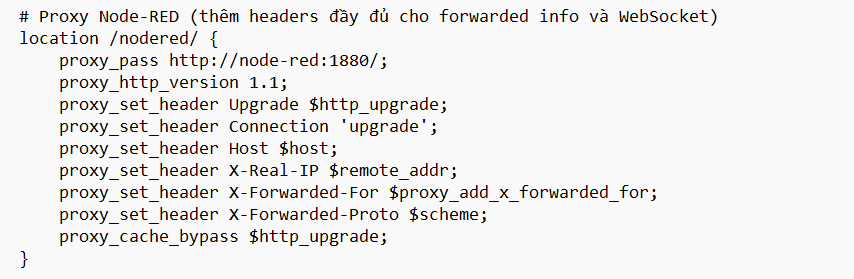 # Proxy Node-RED (thêm headers đầy đủ cho forwarded info và WebSocket)
location /nodered/ {
    proxy_pass http://node-red:1880/;
    proxy_http_version 1.1;
    proxy_set_header Upgrade $http_upgrade;
    proxy_set_header Connection 'upgrade';
    proxy_set_header Host $host;
    proxy_set_header X-Real-IP $remote_addr;
    proxy_set_header X-Forwarded-For $proxy_add_x_forwarded_for;
    proxy_set_header X-Forwarded-Proto $scheme;
    proxy_cache_bypass $http_upgrade;
}